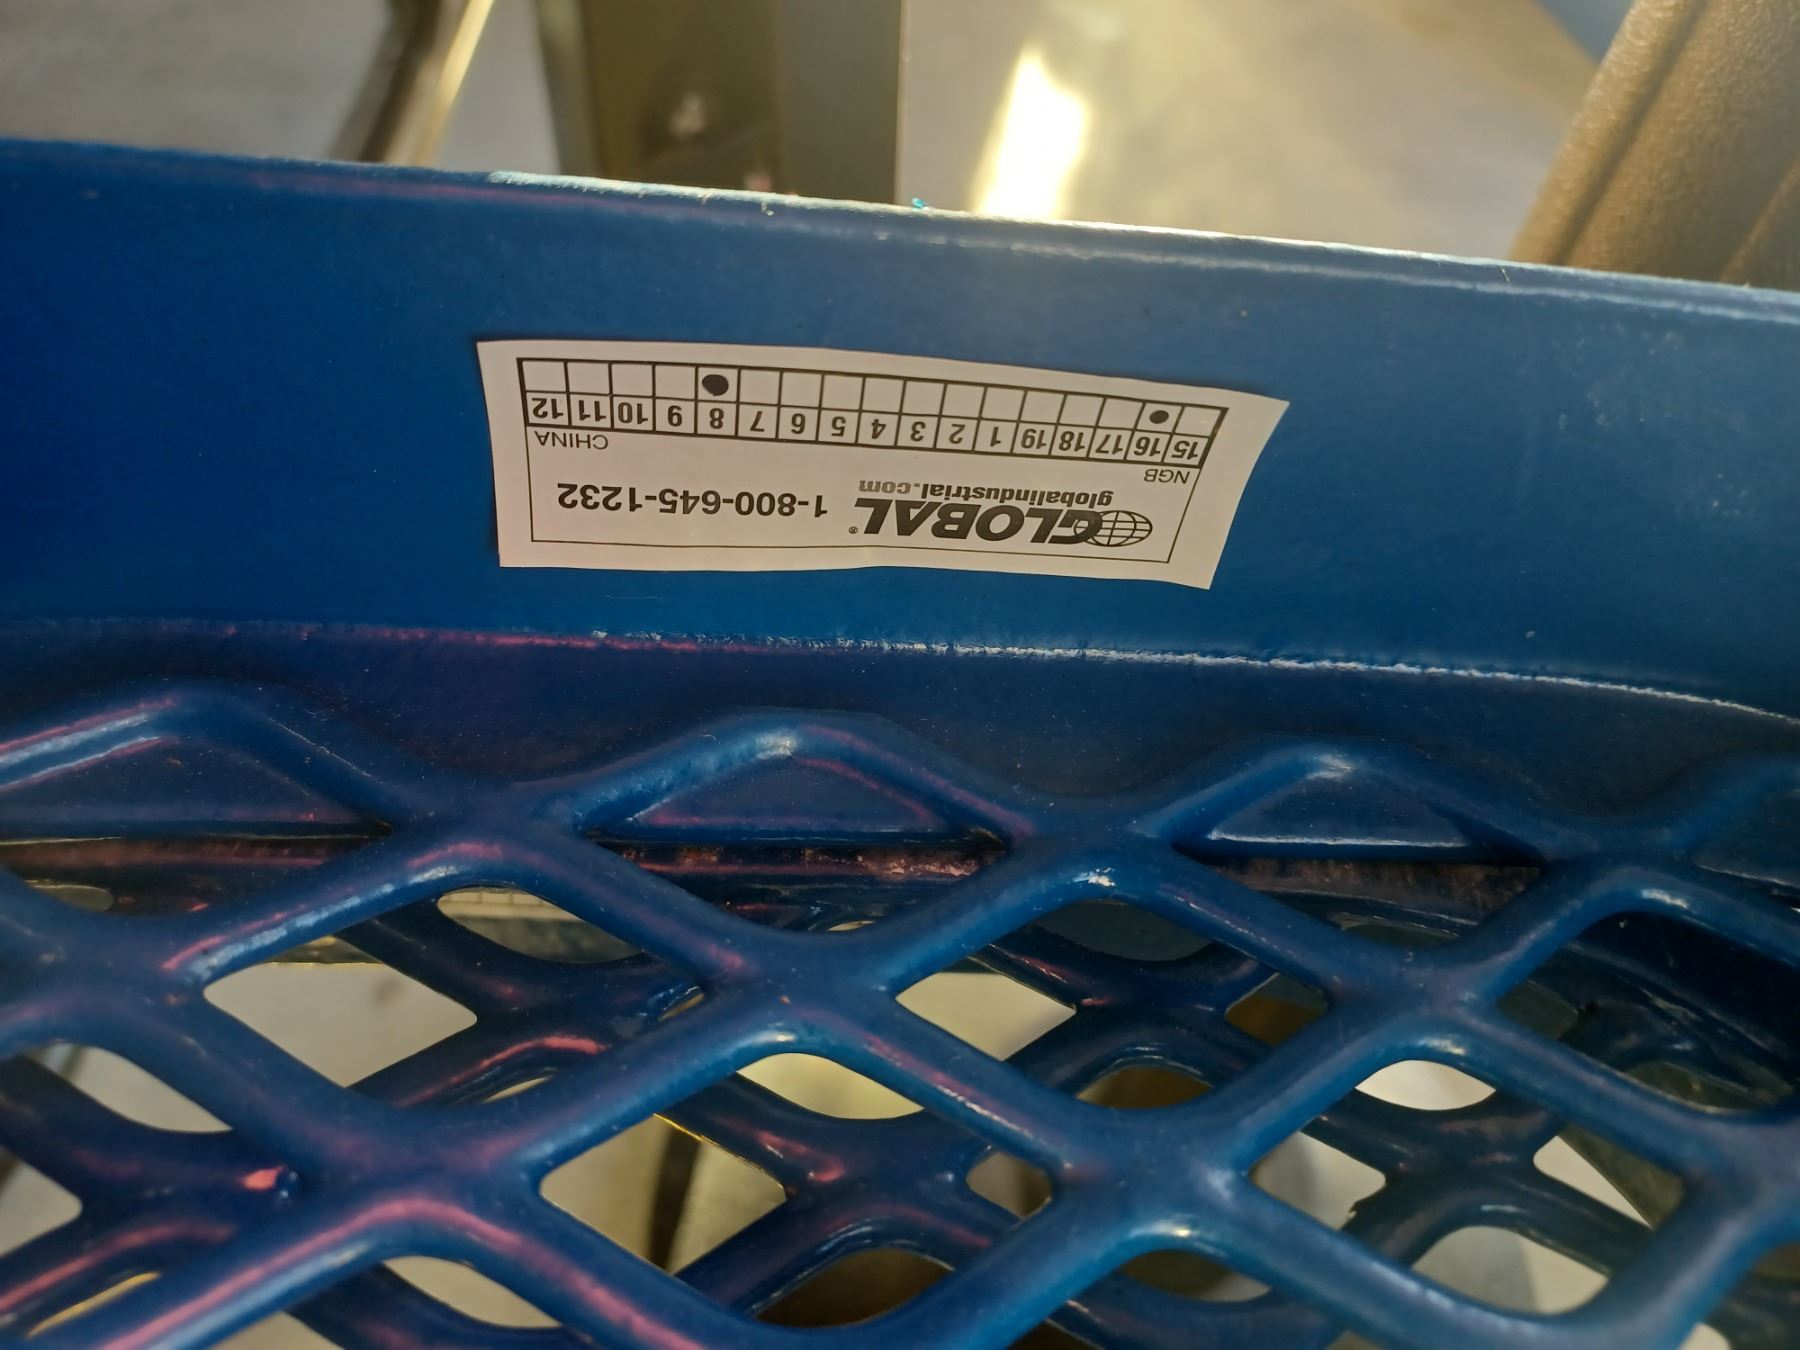 GLOBAL® 1-800-645-1232
globalindustrial.com
NGB CHINA
15 16 17 18 19 1 2 3 4 5 6 7 8 9 10 11 12